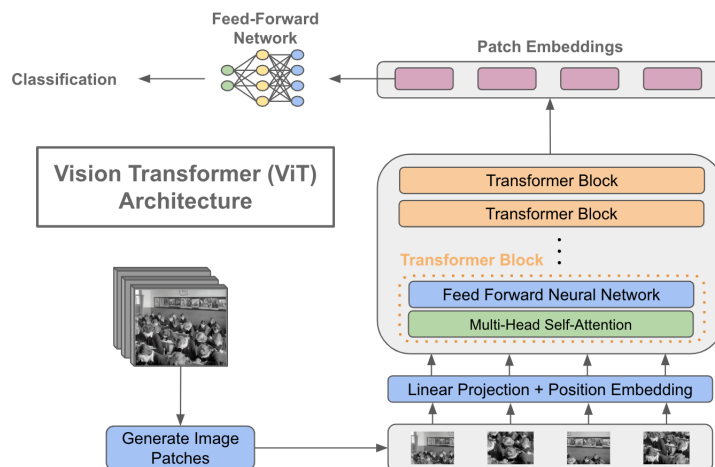 Feed-Forward
Network
Patch Embeddings
Classification
Vision Transformer (ViT)
Architecture
Transformer Block
Transformer Block
Transformer Block
Feed Forward Neural Network
Multi-Head Self-Attention
Linear Projection + Position Embedding
Generate Image
Patches